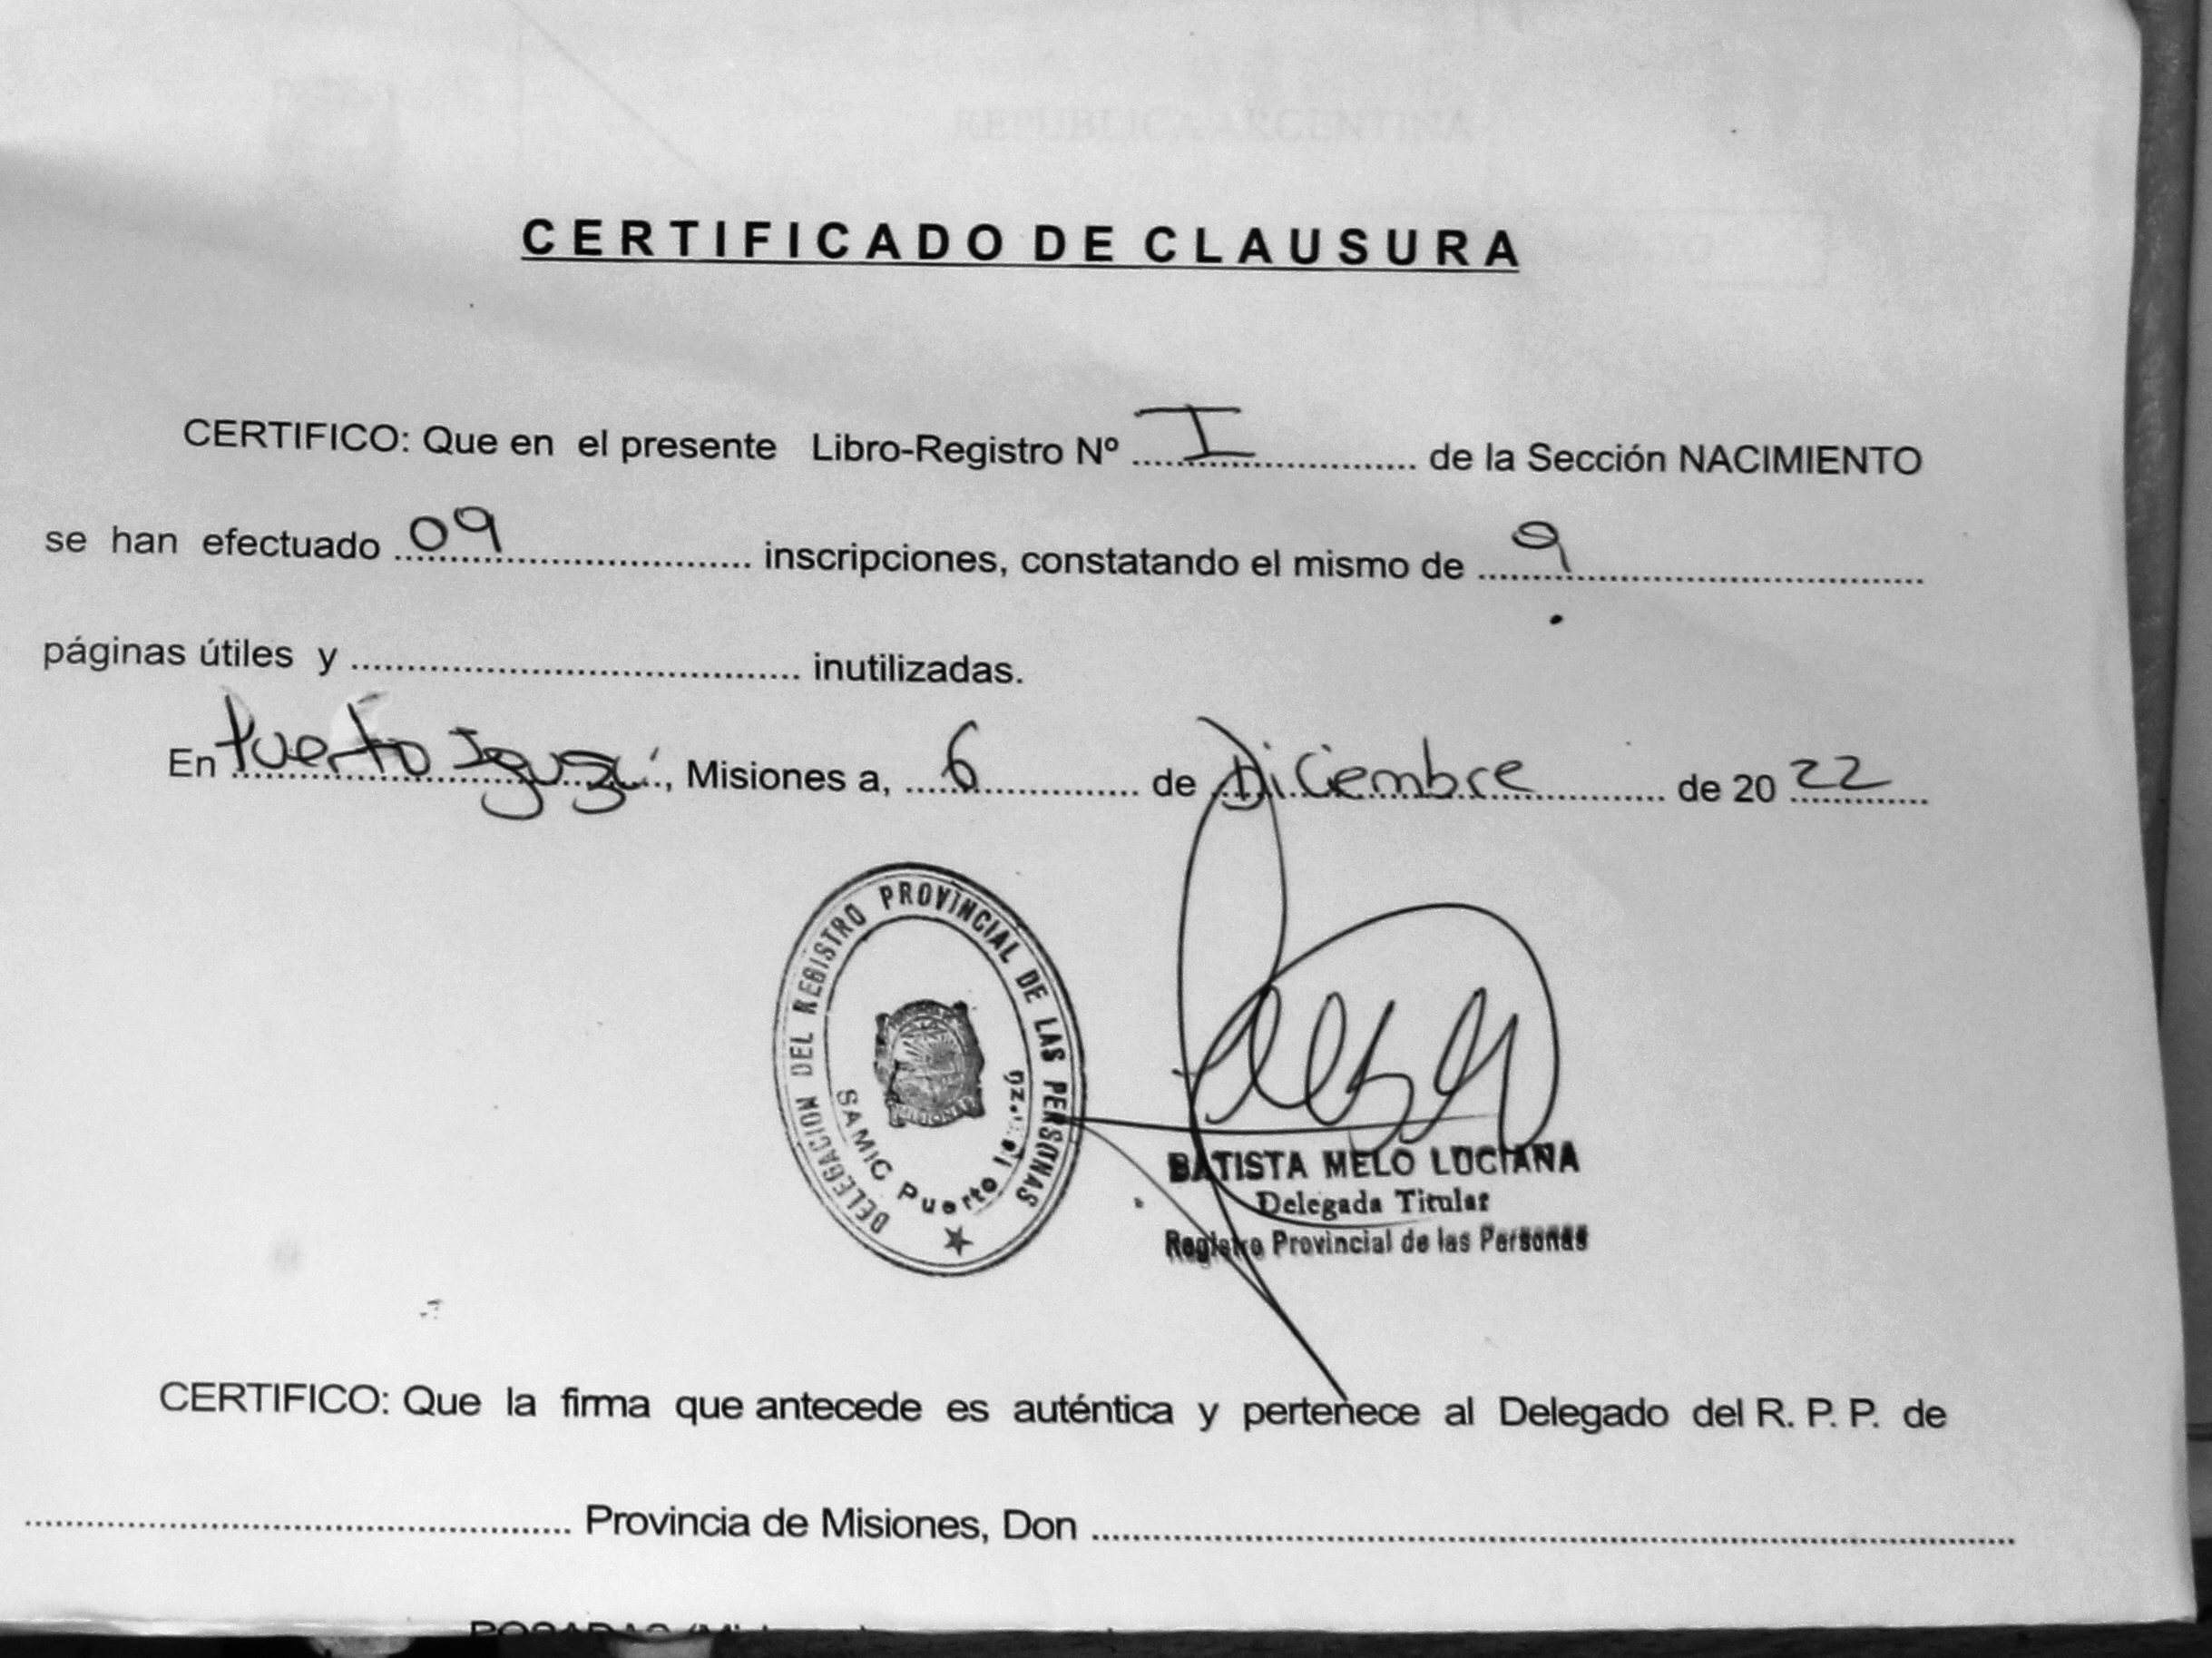 REPUBLICA ARGENTINA
CERTIFICADO DE CLAUSURA
CERTIFICO: Que en el presente Libro-Registro Nº I de la Sección NACIMIENTO
se han efectuado 09 inscripciones, constatando el mismo de 9
páginas útiles y inutilizadas.
En Puerto Iguazú, Misiones a, 6 de Diciembre de 2022
DELEGACION DEL REGISTRO PROVINCIAL DE LAS PERSONAS
SAMIC Puerto
MISIONES
BATISTA MELO LUCIANA
Delegada Titular
Registro Provincial de las Personas
CERTIFICO: Que la firma que antecede es auténtica y pertenece al Delegado del R. P. P. de
Provincia de Misiones, Don